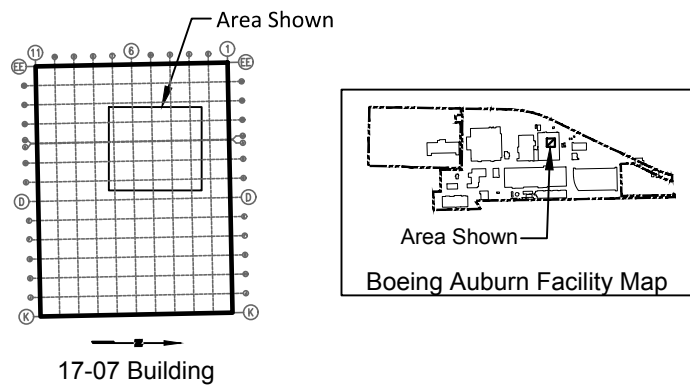 Area Shown
11
6
1
EE
EE
D
D
K
K
N
17-07 Building
Area Shown
Boeing Auburn Facility Map